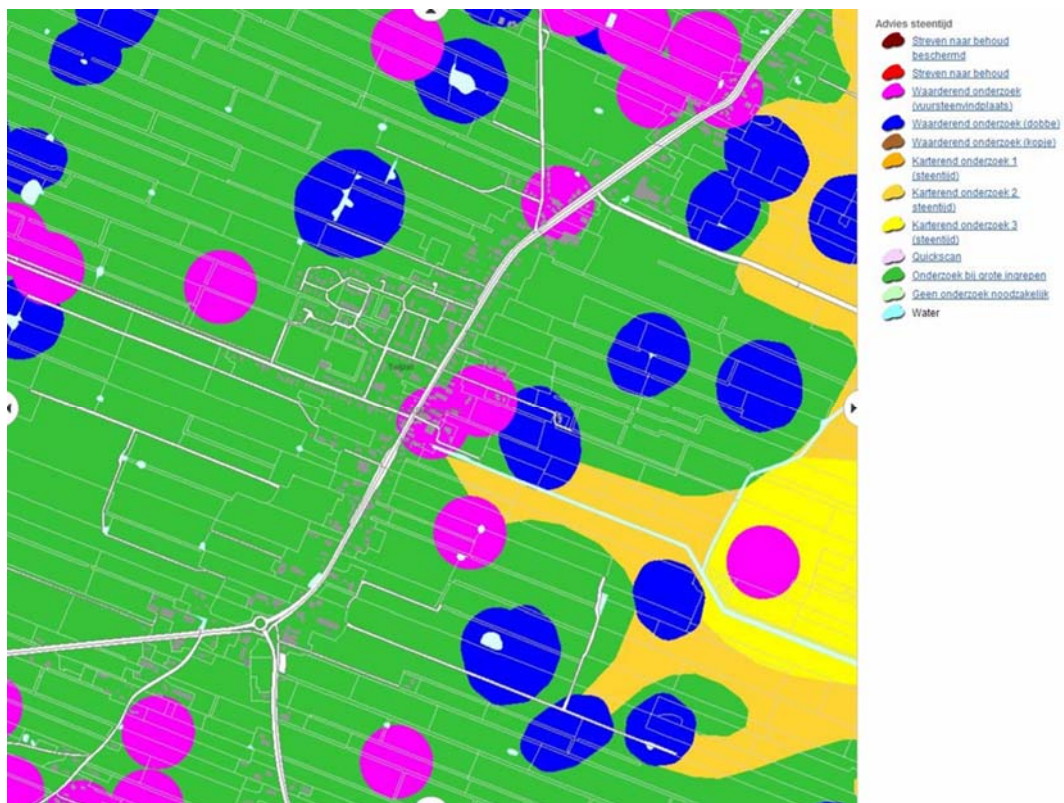 Advies steentijd
Streven naar behoud
beschermd
Streven naar behoud
Waarderend onderzoek
(vuursteenvindplaats)
Waarderend onderzoek (dobbe)
Waarderend onderzoek (kopje)
Karterend onderzoek 1
(steentijd)
Karterend onderzoek 2
steentijd)
Karterend onderzoek 3
(steentijd)
Quickscan
Onderzoek bij grote ingrepen
Geen onderzoek noodzakelijk
Water